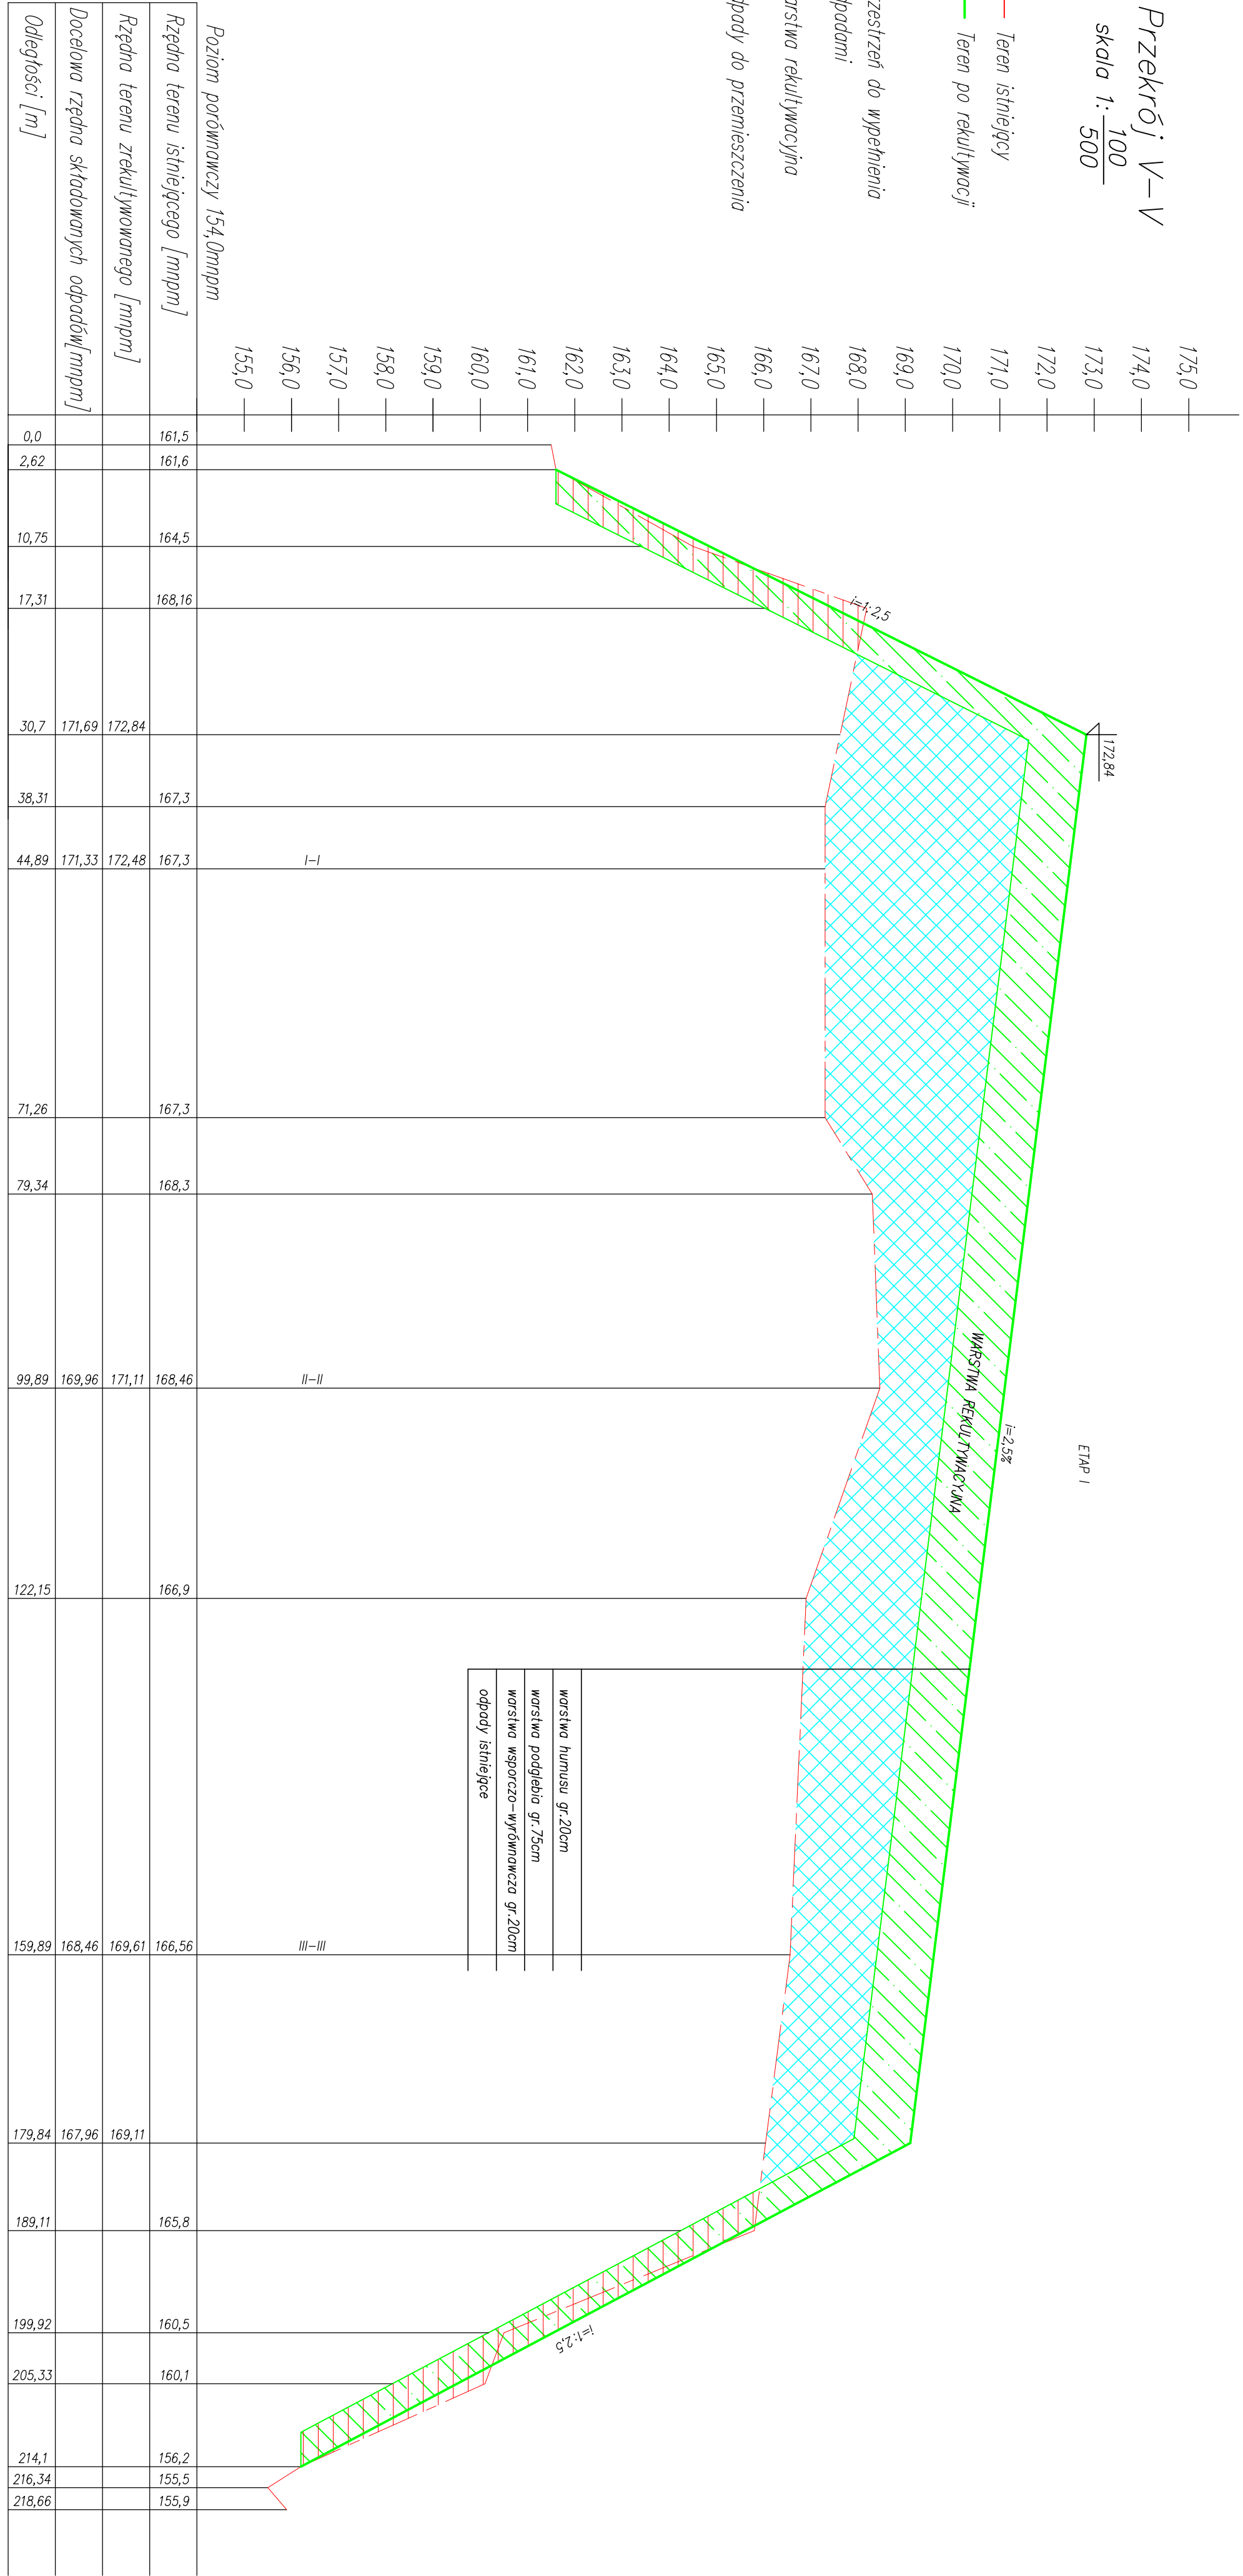 Przekrój V-V
skala 1: 100
500
Teren istniejący
Teren po rekultywacji
do wypełnienia
rekultywacyjna
do przemieszczenia
175,0
174,0
173,0
172,0
171,0
170,0
169,0
168,0
167,0
166,0
165,0
164,0
163,0
162,0
161,0
160,0
159,0
158,0
157,0
156,0
155,0
172,84
i=1:2,5
ETAP I
i=2,5%
WARSTWA REKULTYWACYJNA
i=1:2,5
warstwa humusu gr.20cm
warstwa podglebia gr.75cm
warstwa wsporczo-wyrównawcza gr.20cm
odpady istniejące
I-I
II-II
III-III
Poziom porównawczy 154,0mnpm
Rzędna terenu istniejącego [mnpm] 161,5 161,6 164,5 168,16 167,3 167,3 167,3 168,3 168,46 166,9 166,56 165,8 160,5 160,1 156,2 155,5 155,9
Rzędna terenu zrekultywowanego [mnpm] 172,84 172,48 171,11 169,61 169,11
Docelowa rzędna składowanych odpadów[mnpm] 171,69 171,33 169,96 168,46 167,96
Odległości [m] 0,0 2,62 10,75 17,31 30,7 38,31 44,89 71,26 79,34 99,89 122,15 159,89 179,84 189,11 199,92 205,33 214,1 216,34 218,66